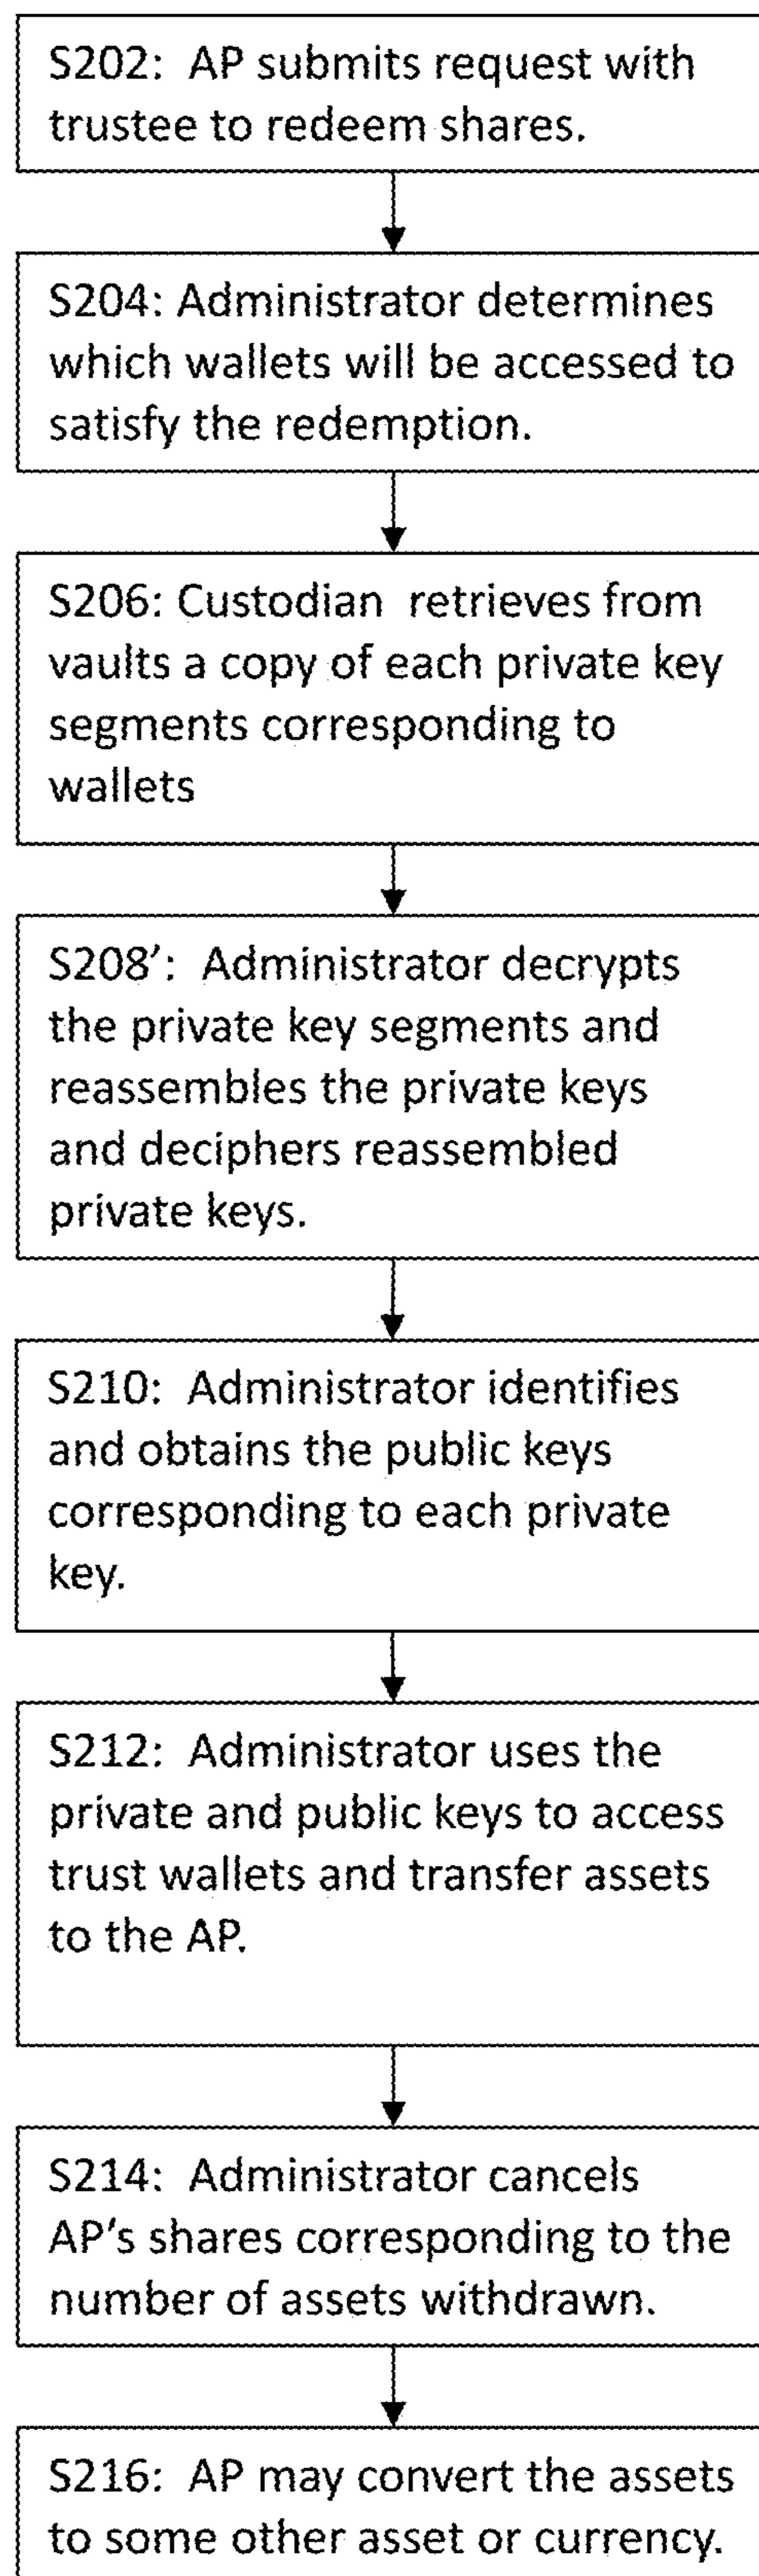 S202: AP submits request with
trustee to redeem shares.
S204: Administrator determines
which wallets will be accessed to
satisfy the redemption.
S206: Custodian retrieves from
vaults a copy of each private key
segments corresponding to
wallets
S208’: Administrator decrypts
the private key segments and
reassembles the private keys
and deciphers reassembled
private keys.
S210: Administrator identifies
and obtains the public keys
corresponding to each private
key.
S212: Administrator uses the
private and public keys to access
trust wallets and transfer assets
to the AP.
S214: Administrator cancels
AP’s shares corresponding to the
number of assets withdrawn.
S216: AP may convert the assets
to some other asset or currency.